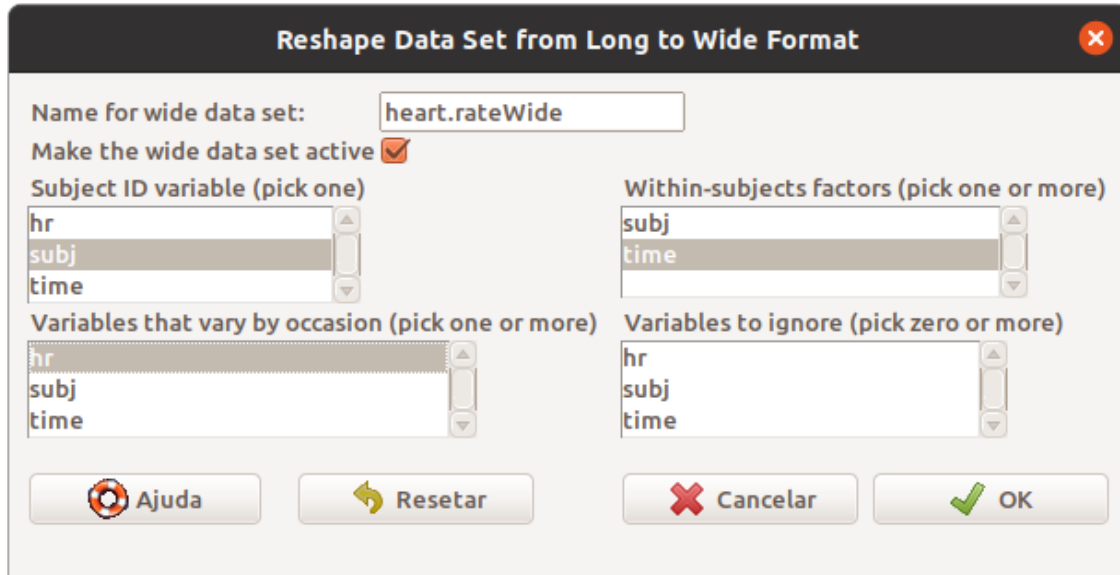 Reshape Data Set from Long to Wide Format
Name for wide data set: heart.rateWide
Make the wide data set active
Subject ID variable (pick one)
hr
subj
time
Within-subjects factors (pick one or more)
subj
time
Variables that vary by occasion (pick one or more)
hr
subj
time
Variables to ignore (pick zero or more)
hr
subj
time
Ajuda Resetar Cancelar OK